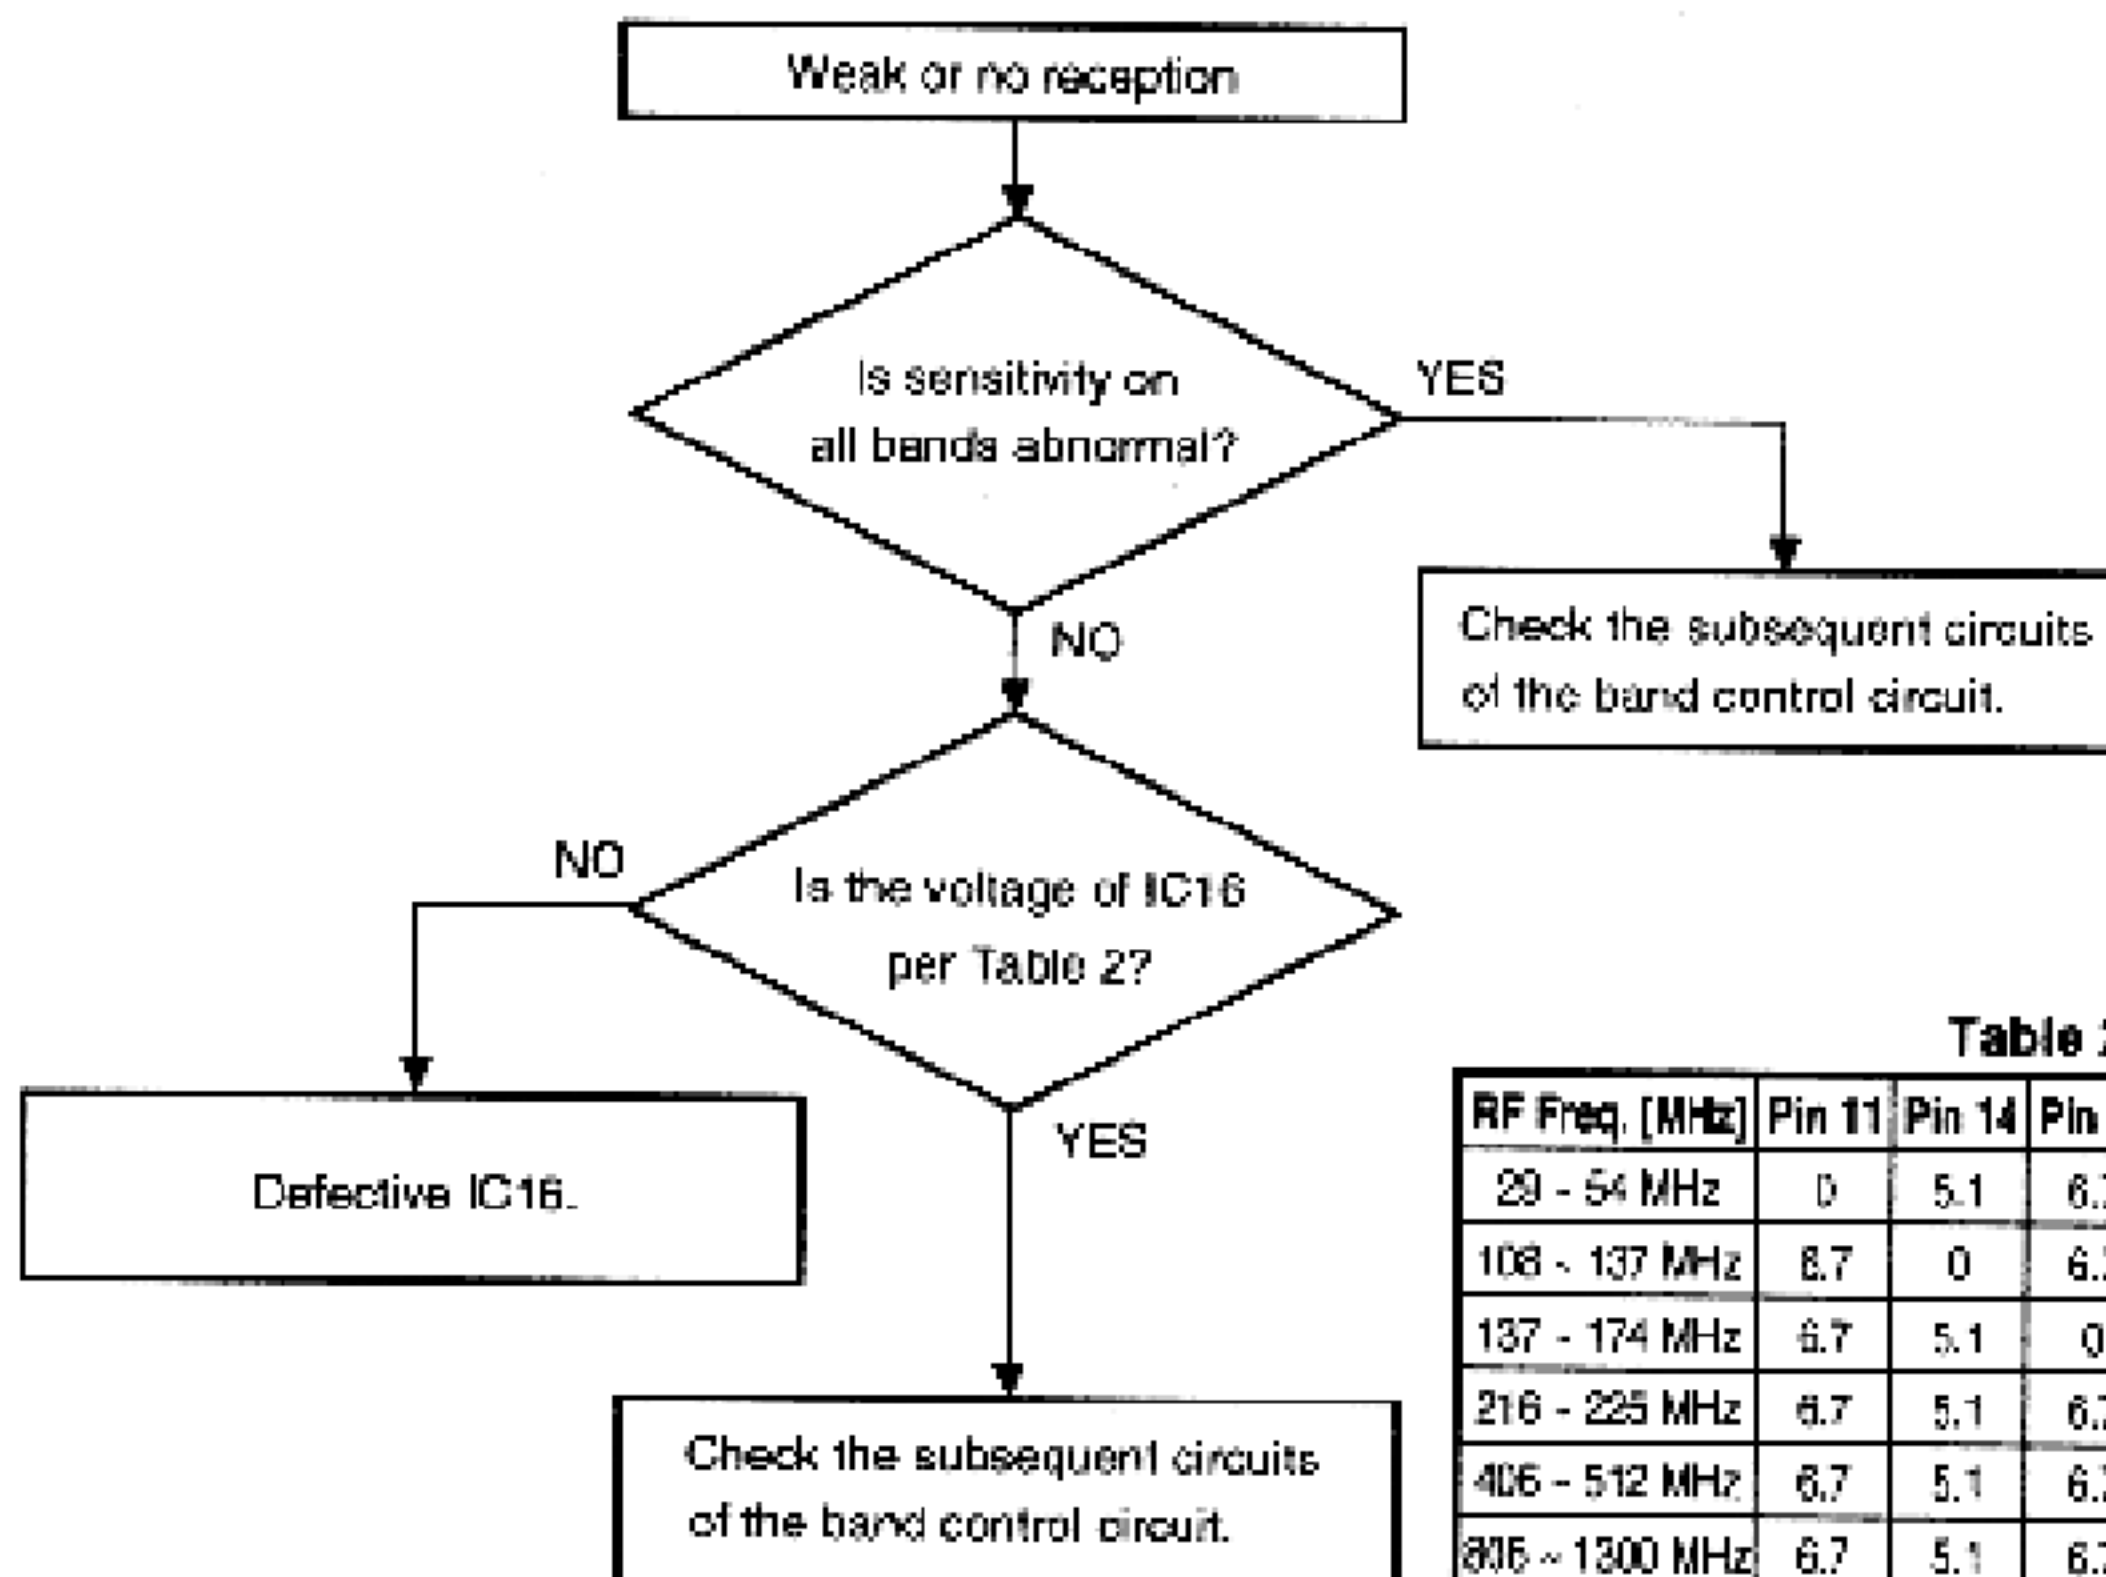 Weak or no reception
Is sensitivity on
all bands abnormal?
YES
Check the subsequent circuits
of the band control circuit.
NO
Is the voltage of IC16
per Table 2?
NO
Defective IC16.
YES
Check the subsequent circuits
of the band control circuit.
Table
RF Freq. [MHz] Pin 11 Pin 14 Pin
29 - 54 MHz 0 5.1
108 - 137 MHz 6.7 0
137 - 174 MHz 6.7 5.1 0
216 - 225 MHz 6.7 5.1
406 - 512 MHz 6.7 5.1
806 - 1300 MHz 6.7 5.1